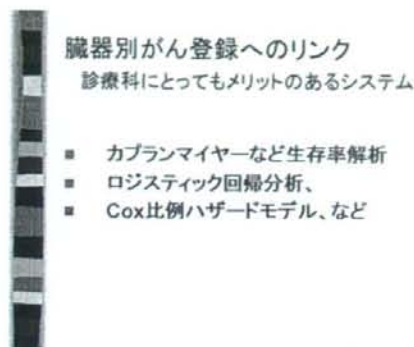 臓器別がん登録へのリンク
診療科にとってもメリットのあるシステム
カプランマイヤーなど生存率解析
ロジスティック回帰分析、
Cox比例ハザードモデル、など